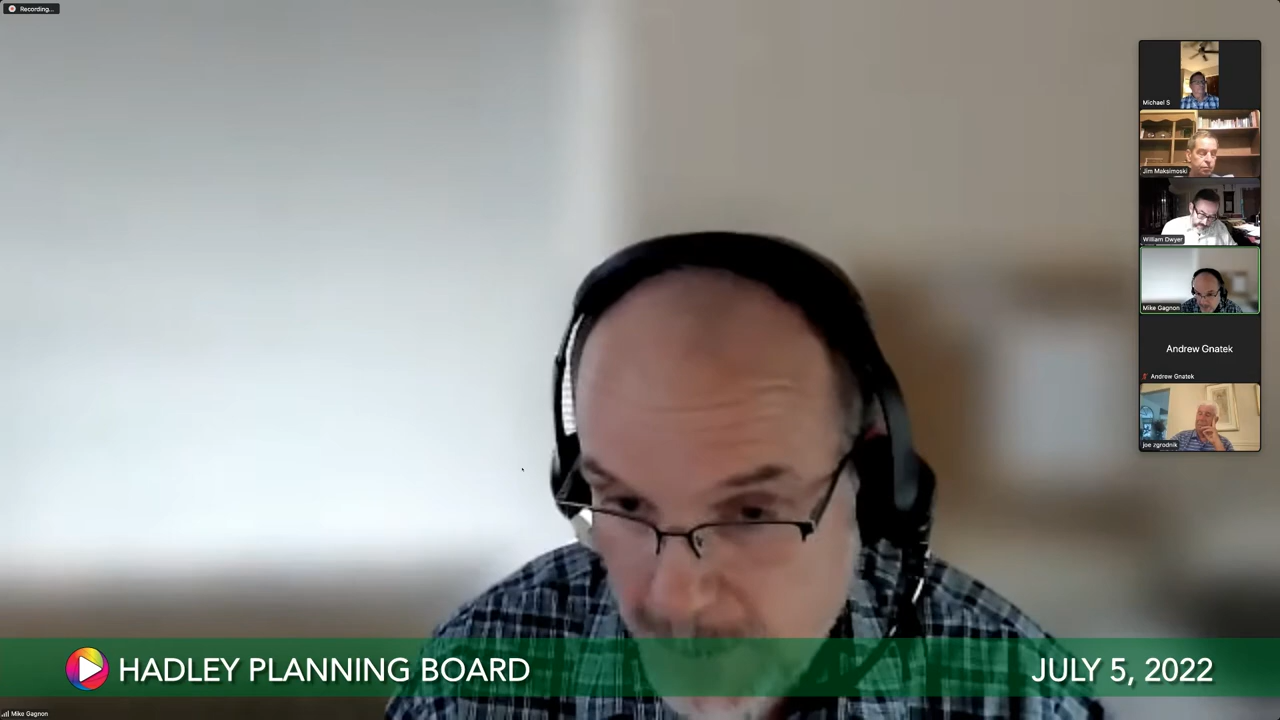 Recording...
Michael S
Jim Maksimoski
William Dwyer
Mike Gagnon
Andrew Gnatek
Andrew Gnatek
joe zgrodnik
HADLEY PLANNING BOARD
JULY 5, 2022
Mike Gagnon